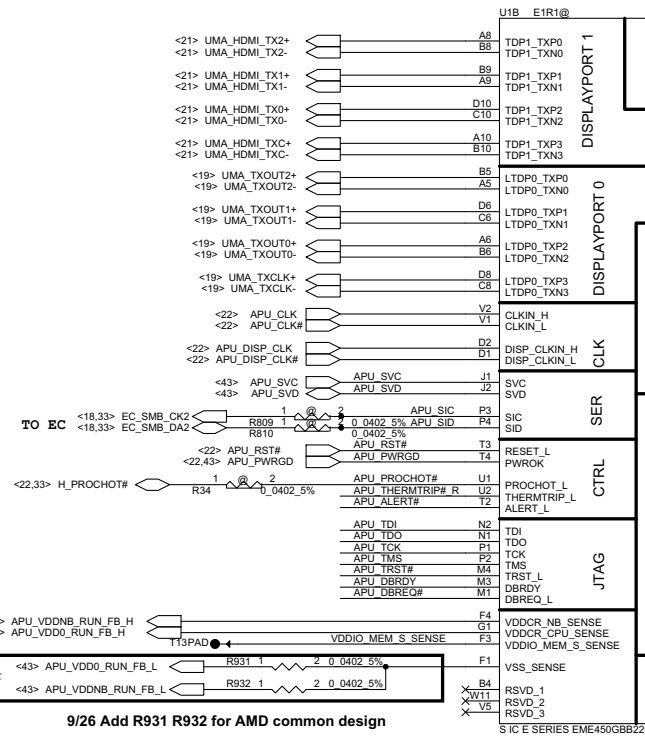 U1B E1R1@
<21> UMA_HDMI_TX2+ A8 TDP1_TXP0
<21> UMA_HDMI_TX2- B8 TDP1_TXN0
<21> UMA_HDMI_TX1+ B9 TDP1_TXP1
<21> UMA_HDMI_TX1- A9 TDP1_TXN1
<21> UMA_HDMI_TX0+ D10 TDP1_TXP2
<21> UMA_HDMI_TX0- C10 TDP1_TXN2
<21> UMA_HDMI_TXC+ A10 TDP1_TXP3
<21> UMA_HDMI_TXC- B10 TDP1_TXN3
DISPLAYPORT 1
<19> UMA_TXOUT2+ B5 LTDP0_TXP0
<19> UMA_TXOUT2- A5 LTDP0_TXN0
<19> UMA_TXOUT1+ D6 LTDP0_TXP1
<19> UMA_TXOUT1- C6 LTDP0_TXN1
<19> UMA_TXOUT0+ A6 LTDP0_TXP2
<19> UMA_TXOUT0- B6 LTDP0_TXN2
<19> UMA_TXCLK+ D8 LTDP0_TXP3
<19> UMA_TXCLK- C8 LTDP0_TXN3
DISPLAYPORT 0
<22> APU_CLK V2 CLKIN_H
<22> APU_CLK# V1 CLKIN_L
<22> APU_DISP_CLK D2 DISP_CLKIN_H
<22> APU_DISP_CLK# D1 DISP_CLKIN_L
CLK
<43> APU_SVC APU_SVC J1 SVC
<43> APU_SVD APU_SVD J2 SVD
TO EC <18,33> EC_SMB_CK2 1 @ 2 APU_SIC P3 SIC
<18,33> EC_SMB_DA2 R809 1 @ 2 0_0402_5% APU_SID P4 SID
R810 0_0402_5%
SER
<22> APU_RST# APU_RST# T3 RESET_L
<22,43> APU_PWRGD APU_PWRGD T4 PWROK
<22,33> H_PROCHOT# 1 @ 2 APU_PROCHOT# U1 PROCHOT_L
R34 0_0402_5% APU_THERMTRIP#_R U2 THERMTRIP_L
APU_ALERT# T2 ALERT_L
CTRL
APU_TDI N2 TDI
APU_TDO N1 TDO
APU_TCK P1 TCK
APU_TMS P2 TMS
APU_TRST# M4 TRST_L
APU_DBRDY M3 DBRDY
APU_DBREQ# M1 DBREQ_L
JTAG
> APU_VDDNB_RUN_FB_H F4 VDDCR_NB_SENSE
> APU_VDD0_RUN_FB_H G1 VDDCR_CPU_SENSE
T13PAD VDDIO_MEM_S_SENSE F3 VDDIO_MEM_S_SENSE
<43> APU_VDD0_RUN_FB_L R931 1 2 0_0402_5% F1 VSS_SENSE
<43> APU_VDDNB_RUN_FB_L R932 1 2 0_0402_5%
B4 RSVD_1
W11 RSVD_2
V5 RSVD_3
9/26 Add R931 R932 for AMD common design
S IC E SERIES EME450GBB22